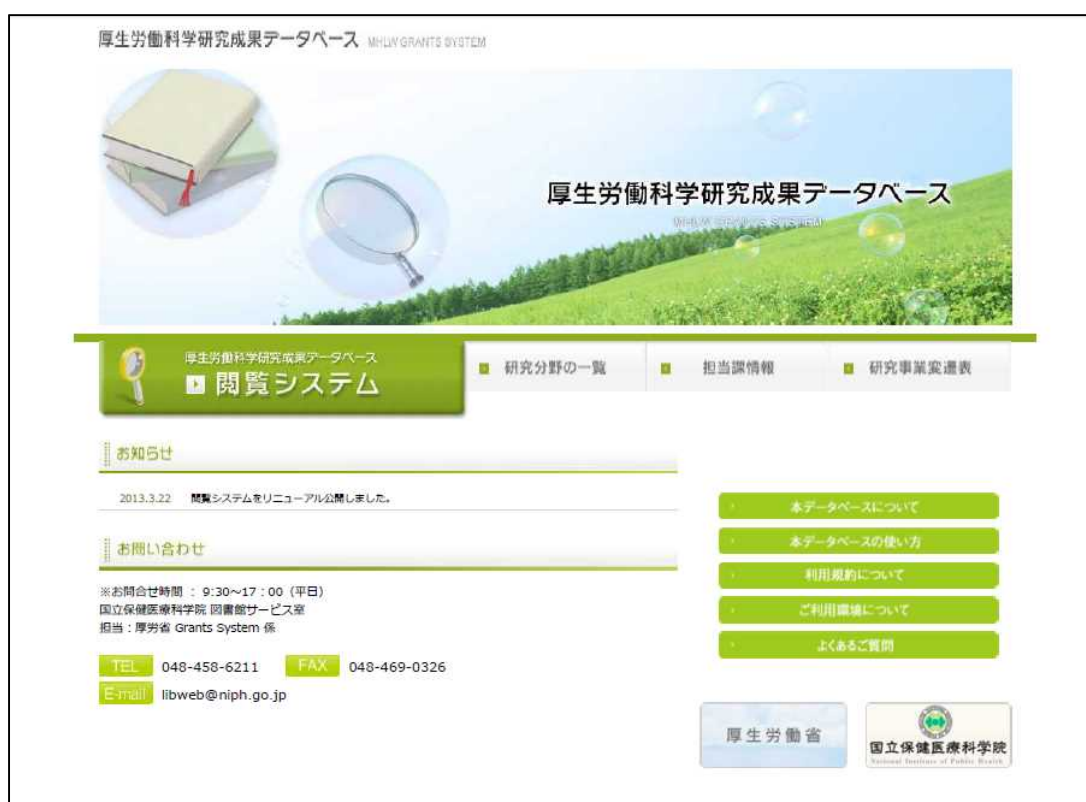 厚生労働科学研究成果データベース MHLW GRANTS SYSTEM
厚生労働科学研究成果データベース
MHLW GRANTS SYSTEM
厚生労働科学研究成果データベース
閲覧システム
研究分野の一覧
担当課情報
研究事業変遷表
お知らせ
2013.3.22 閲覧システムをリニューアル公開しました。
お問い合わせ
※お問合せ時間 : 9:30～17:00 (平日)
国立保健医療科学院 図書館サービス室
担当:厚労省 Grants System 係
TEL 048-458-6211 FAX 048-469-0326
E-mail libweb@niph.go.jp
本データベースについて
本データベースの使い方
利用規約について
ご利用環境について
よくあるご質問
厚生労働省
国立保健医療科学院
National Institute of Public Health